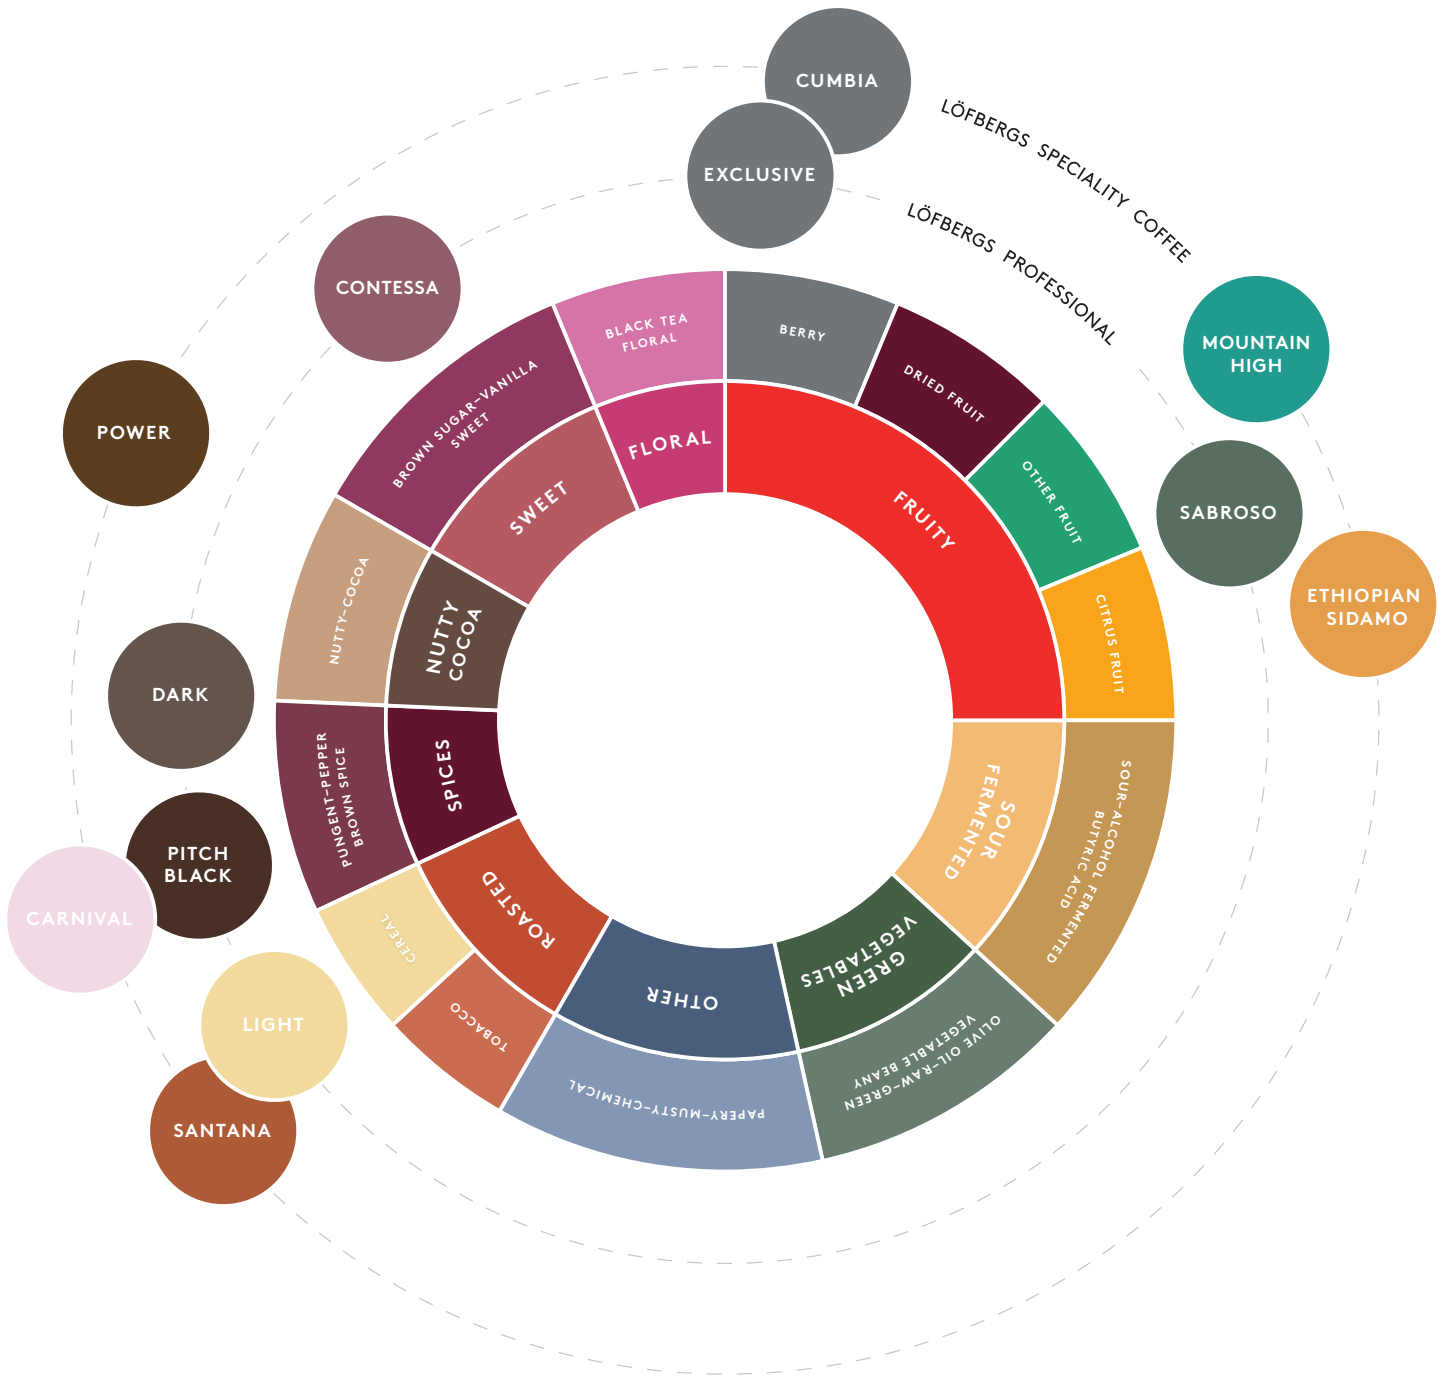 CUMBIA
EXCLUSIVE
LÖFBERGS SPECIALITY COFFEE
LÖFBERGS PROFESSIONAL
MOUNTAIN
HIGH
SABROSO
ETHIOPIAN
SIDAMO
CONTESSA
POWER
DARK
PITCH
BLACK
CARNIVAL
LIGHT
SANTANA
BLACK TEA
FLORAL
BERRY
DRIED FRUIT
OTHER FRUIT
CITRUS FRUIT
SOUR-ALCOHOL FERMENTED
BUTYRIC ACID
OLIVE OIL-RAW-GREEN
VEGETABLE BEANY
PAPERY-MUSTY-CHEMICAL
TOBACCO
CEREAL
PUNGENT-PEPPER
BROWN SPICE
NUTTY-COCOA
BROWN SUGAR-VANILLA
SWEET
FLORAL
FRUITY
SOUR
FERMENTED
GREEN
VEGETABLES
OTHER
ROASTED
SPICES
NUTTY
COCOA
SWEET